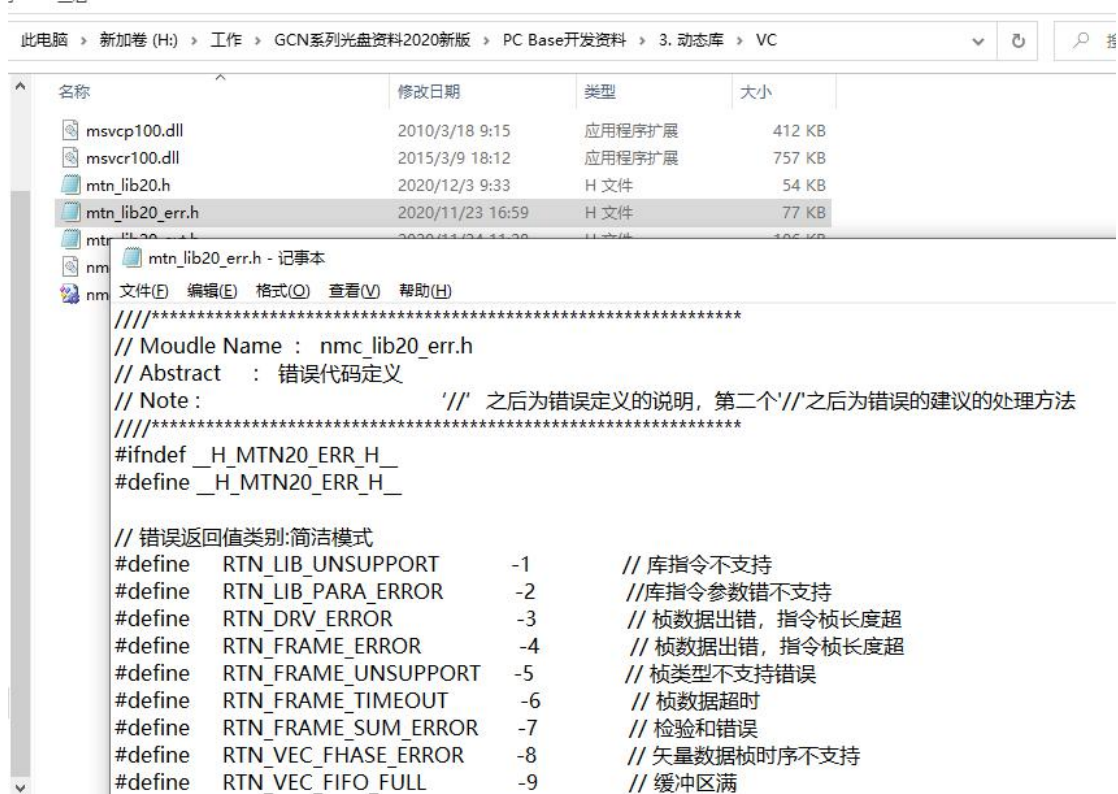 此电脑 › 新加卷 (H:) › 工作 › GCN系列光盘资料2020新版 › PC Base开发资料 › 3. 动态库 › VC
名称 修改日期 类型 大小
msvcp100.dll 2010/3/18 9:15 应用程序扩展 412 KB
msvcr100.dll 2015/3/9 18:12 应用程序扩展 757 KB
mtn_lib20.h 2020/12/3 9:33 H 文件 54 KB
mtn_lib20_err.h 2020/11/23 16:59 H 文件 77 KB
nm
nm
mtn_lib20_err.h - 记事本
文件(F) 编辑(E) 格式(O) 查看(V) 帮助(H)
////******************************************************************
// Moudle Name : nmc_lib20_err.h
// Abstract : 错误代码定义
// Note : '//' 之后为错误定义的说明，第二个'//'之后为错误的建议的处理方法
////******************************************************************
#ifndef __H_MTN20_ERR_H__
#define __H_MTN20_ERR_H__
// 错误返回值类别:简洁模式
#define RTN_LIB_UNSUPPORT -1 // 库指令不支持
#define RTN_LIB_PARA_ERROR -2 //库指令参数错不支持
#define RTN_DRV_ERROR -3 // 桢数据出错，指令桢长度超
#define RTN_FRAME_ERROR -4 // 桢数据出错，指令桢长度超
#define RTN_FRAME_UNSUPPORT -5 // 桢类型不支持错误
#define RTN_FRAME_TIMEOUT -6 // 桢数据超时
#define RTN_FRAME_SUM_ERROR -7 // 检验和错误
#define RTN_VEC_FHASE_ERROR -8 // 矢量数据桢时序不支持
#define RTN_VEC_FIFO_FULL -9 // 缓冲区满